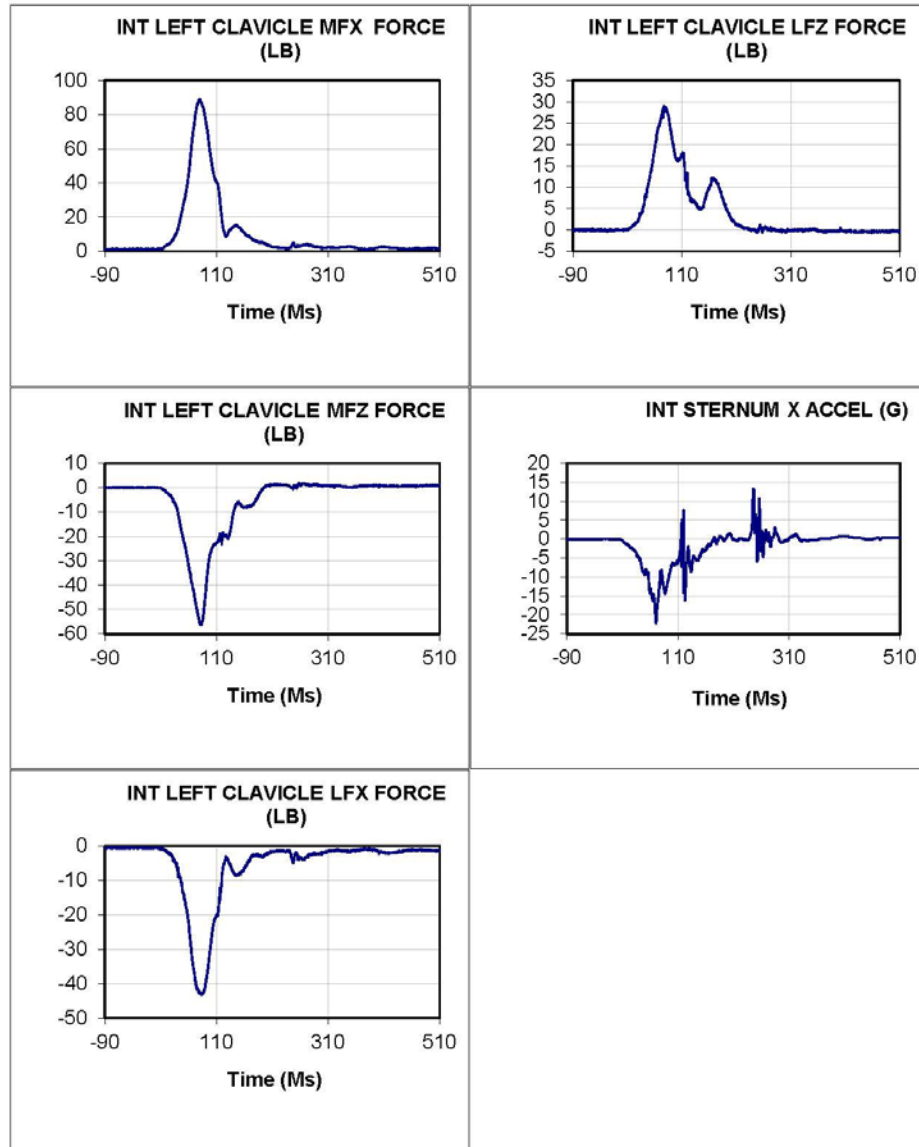 INT LEFT CLAVICLE MFX FORCE
(LB)
100
80
60
40
20
0
-90 110 310 510
Time (Ms)
INT LEFT CLAVICLE LFZ FORCE
(LB)
35
30
25
20
15
10
5
0
-5
-90 110 310 510
Time (Ms)
INT LEFT CLAVICLE MFZ FORCE
(LB)
10
0
-10
-20
-30
-40
-50
-60
-90 110 310 510
Time (Ms)
INT STERNUM X ACCEL (G)
20
15
10
5
0
-5
-10
-15
-20
-25
-90 110 310 510
Time (Ms)
INT LEFT CLAVICLE LFX FORCE
(LB)
0
-10
-20
-30
-40
-50
-90 110 310 510
Time (Ms)